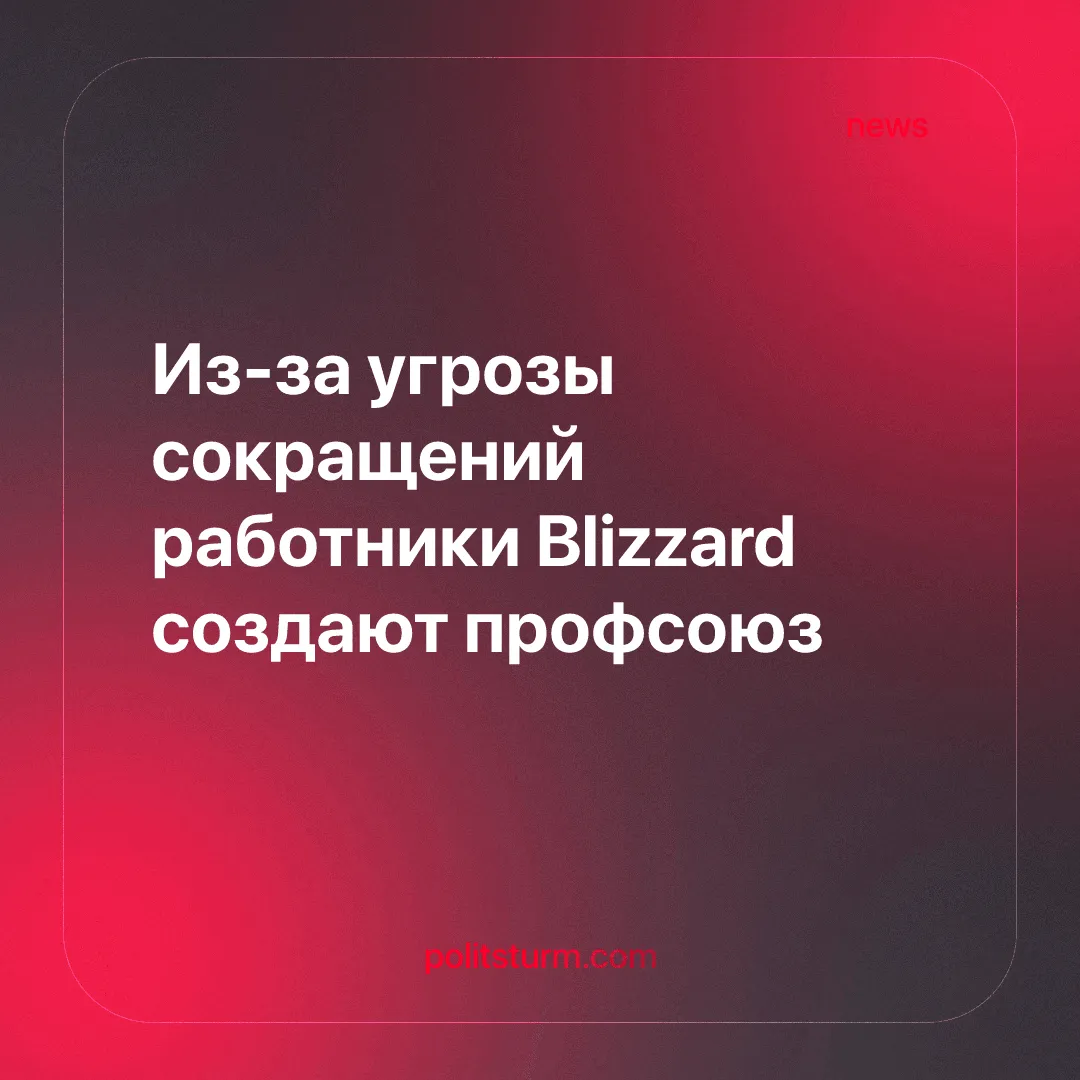 news
Из-за угрозы
сокращений
работники Blizzard
создают профсоюз
politsturm.com